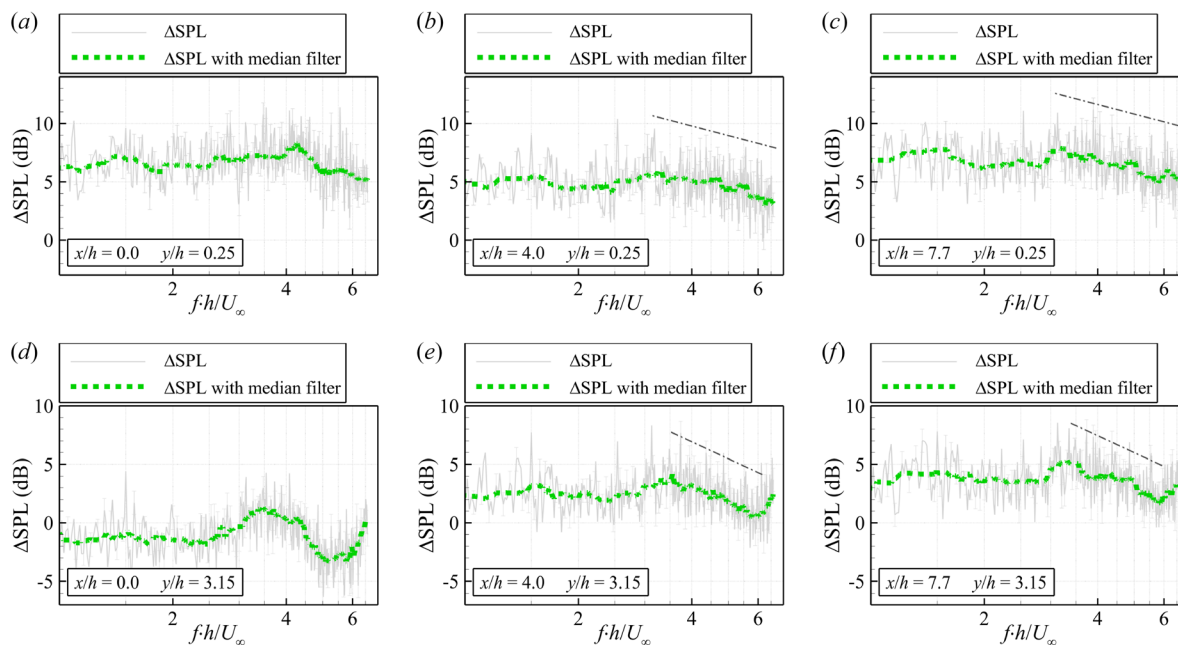 (a)
ΔSPL
ΔSPL with median filter
ΔSPL (dB)
10
5
0
x/h = 0.0 y/h = 0.25
2 4 6
f·h/U∞
(b)
ΔSPL
ΔSPL with median filter
ΔSPL (dB)
10
5
0
x/h = 4.0 y/h = 0.25
2 4 6
f·h/U∞
(c)
ΔSPL
ΔSPL with median filter
ΔSPL (dB)
10
5
0
x/h = 7.7 y/h = 0.25
2 4 6
f·h/U∞
(d)
ΔSPL
ΔSPL with median filter
ΔSPL (dB)
10
5
0
-5
x/h = 0.0 y/h = 3.15
2 4 6
f·h/U∞
(e)
ΔSPL
ΔSPL with median filter
ΔSPL (dB)
10
5
0
-5
x/h = 4.0 y/h = 3.15
2 4 6
f·h/U∞
(f)
ΔSPL
ΔSPL with median filter
ΔSPL (dB)
10
5
0
-5
x/h = 7.7 y/h = 3.15
2 4 6
f·h/U∞